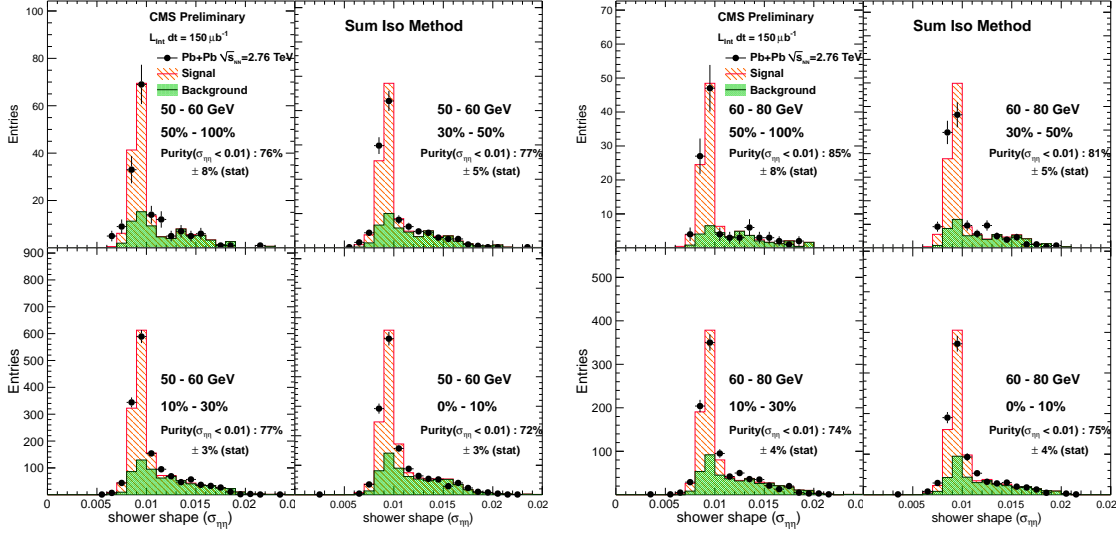 CMS Preliminary
L_Int dt = 150 μb⁻¹
Pb+Pb √s_NN=2.76 TeV
Signal
Background
50 - 60 GeV
50% - 100%
Purity(σ_ηη < 0.01) : 76%
± 8% (stat)
Entries
100
80
60
40
20
Sum Iso Method
50 - 60 GeV
30% - 50%
Purity(σ_ηη < 0.01) : 77%
± 5% (stat)
50 - 60 GeV
10% - 30%
Purity(σ_ηη < 0.01) : 77%
± 3% (stat)
Entries
900
800
700
600
500
400
300
200
100
0 0.005 0.01 0.015 0.02 0.0
shower shape (σ_ηη)
50 - 60 GeV
0% - 10%
Purity(σ_ηη < 0.01) : 72%
± 3% (stat)
0.005 0.01 0.015 0.02 0.02
shower shape (σ_ηη)
CMS Preliminary
L_Int dt = 150 μb⁻¹
Pb+Pb √s_NN=2.76 TeV
Signal
Background
60 - 80 GeV
50% - 100%
Purity(σ_ηη < 0.01) : 85%
± 8% (stat)
Entries
70
60
50
40
30
20
10
Sum Iso Method
60 - 80 GeV
30% - 50%
Purity(σ_ηη < 0.01) : 81%
± 5% (stat)
60 - 80 GeV
10% - 30%
Purity(σ_ηη < 0.01) : 74%
± 4% (stat)
Entries
500
400
300
200
100
0 0.005 0.01 0.015 0.02 0.0
shower shape (σ_ηη)
60 - 80 GeV
0% - 10%
Purity(σ_ηη < 0.01) : 75%
± 4% (stat)
0.005 0.01 0.015 0.02 0.02
shower shape (σ_ηη)